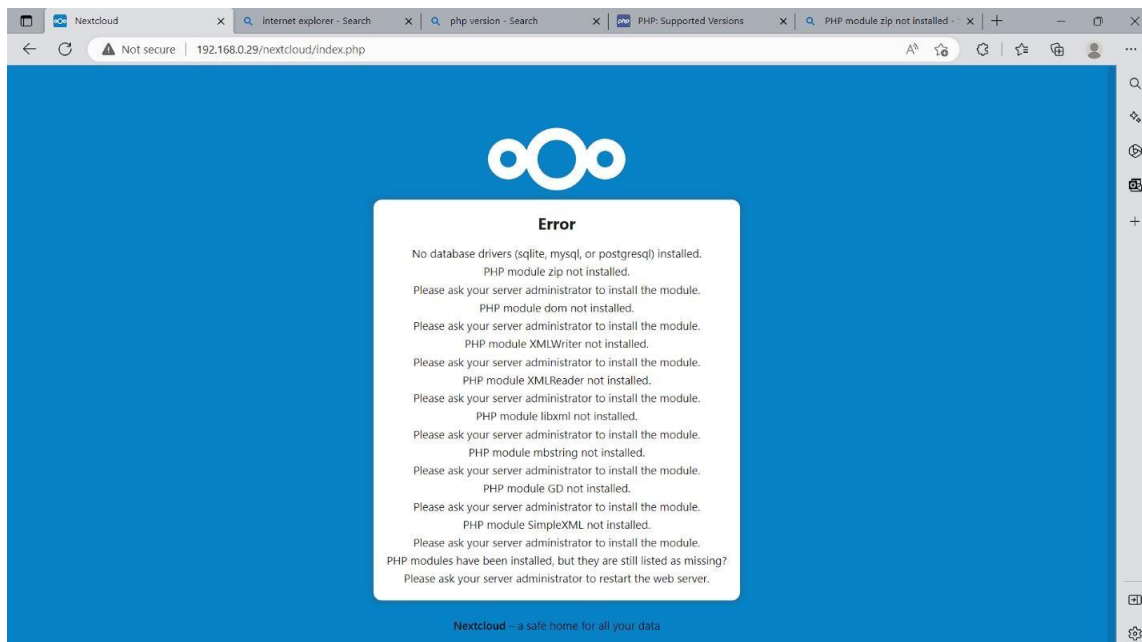 Nextcloud
internet explorer - Search
php version - Search
php
PHP: Supported Versions
PHP module zip not installed -
Not secure
192.168.0.29/nextcloud/index.php
Error
No database drivers (sqlite, mysql, or postgresql) installed.
PHP module zip not installed.
Please ask your server administrator to install the module.
PHP module dom not installed.
Please ask your server administrator to install the module.
PHP module XMLWriter not installed.
Please ask your server administrator to install the module.
PHP module XMLReader not installed.
Please ask your server administrator to install the module.
PHP module libxml not installed.
Please ask your server administrator to install the module.
PHP module mbstring not installed.
Please ask your server administrator to install the module.
PHP module GD not installed.
Please ask your server administrator to install the module.
PHP module SimpleXML not installed.
Please ask your server administrator to install the module.
PHP modules have been installed, but they are still listed as missing?
Please ask your server administrator to restart the web server.
Nextcloud – a safe home for all your data